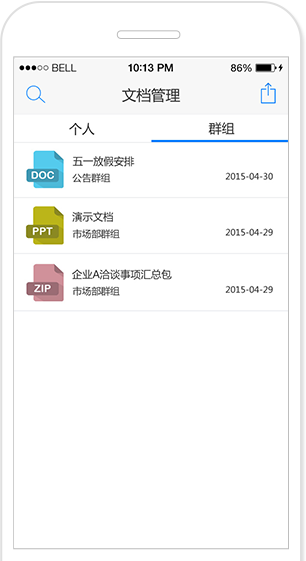 BELL 10:13 PM 86%
文档管理
个人 群组
DOC 五一放假安排
公告群组 2015-04-30
PPT 演示文档
市场部群组 2015-04-29
ZIP 企业A洽谈事项汇总包
市场部群组 2015-04-29